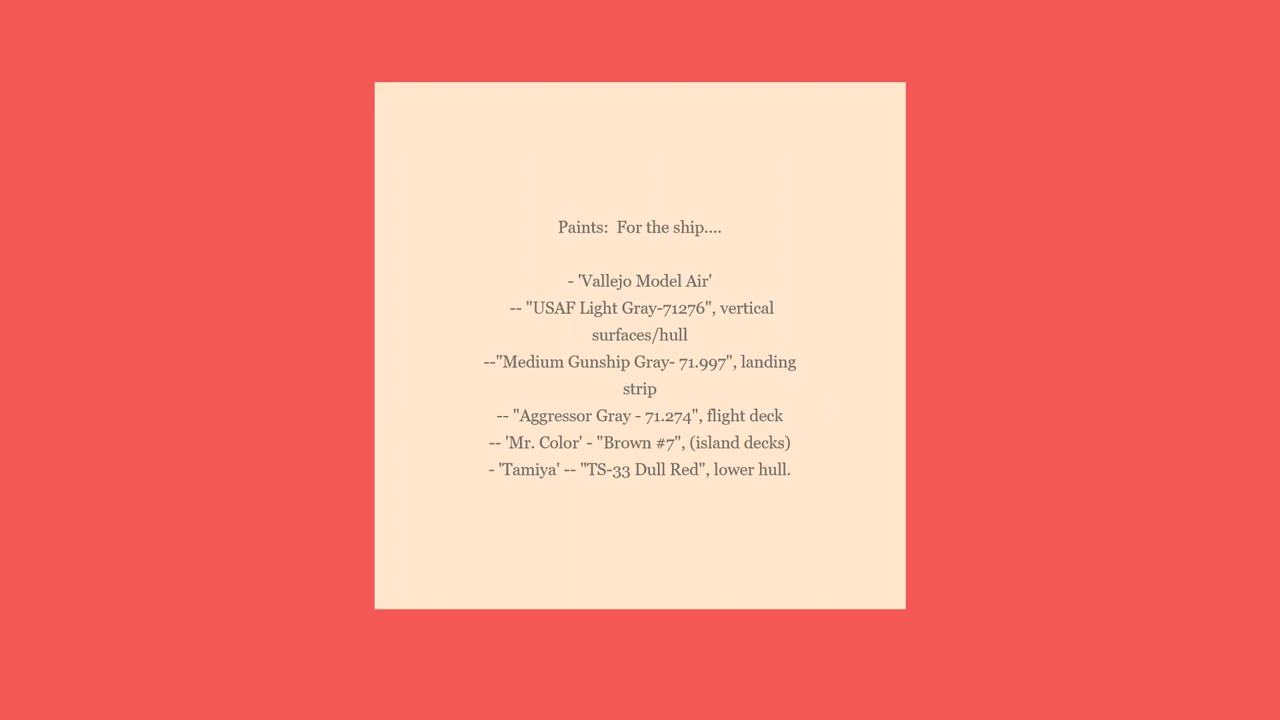 Paints:  For the ship....
- 'Vallejo Model Air'
-- "USAF Light Gray-71276", vertical
surfaces/hull
--"Medium Gunship Gray- 71.997", landing
strip
-- "Aggressor Gray - 71.274", flight deck
-- 'Mr. Color' - "Brown #7", (island decks)
- 'Tamiya' -- "TS-33 Dull Red", lower hull.